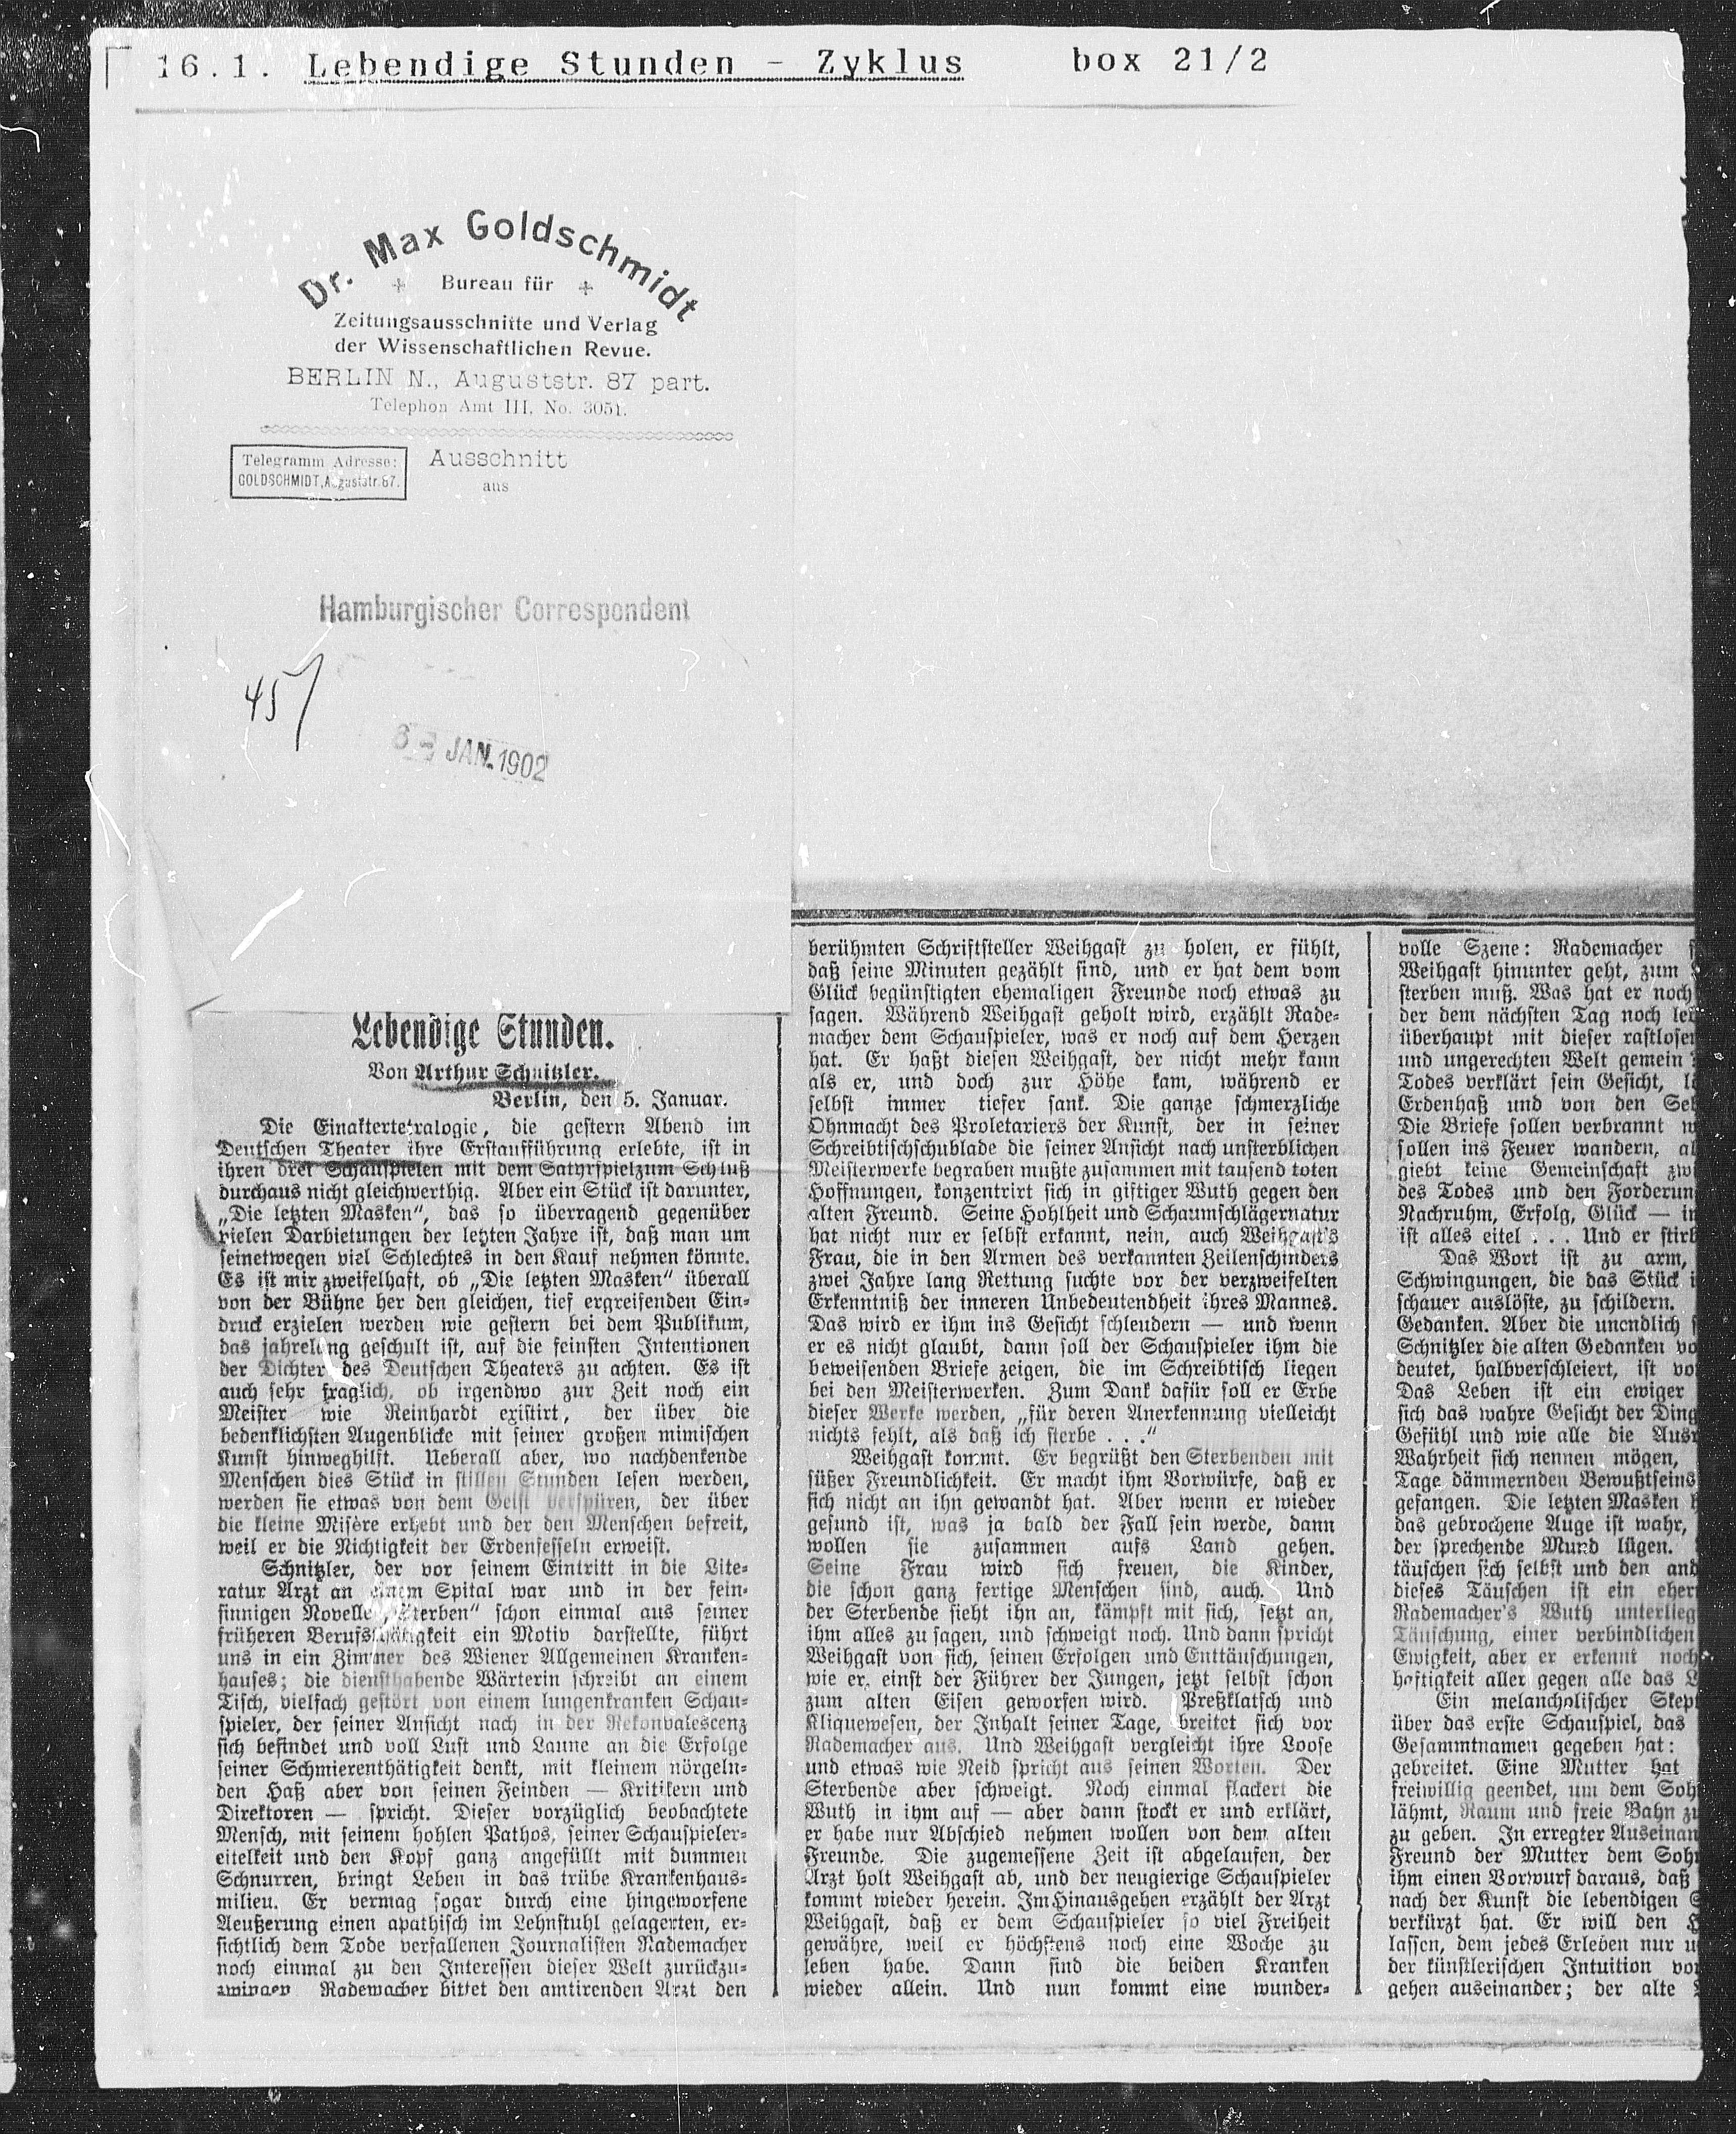 16.1. Lebendige Stunden - Zyklus box 21/2
Dr. Max Goldschmidt
Bureau für
Zeitungsausschnitte und Verlag
der Wissenschaftlichen Revue.
BERLIN N., Auguststr. 87 part.
Telephon Amt III, No. 3051.
Telegramm Adresse:
GOLDSCHMIDT, Auguststr. 87.
Ausschnitt
aus
Hamburgischer Correspondent
457
JAN. 1902
Lebendige Stunden.
Von Arthur Schnitzler.
Berlin, den 5. Januar.
Die Einaktertetralogie, die gestern Abend im
Deutschen Theater ihre Erstaufführung erlebte, ist in
ihren drei Schauspielen mit dem Satyrspiel zum Schluß
durchaus nicht gleichwerthig. Aber ein Stück ist darunter,
„Die letzten Masken“, das so überragend gegenüber
vielen Darbietungen der letzten Jahre ist, daß man um
seinetwegen viel Schlechtes in den Kauf nehmen könnte.
Es ist mir zweifelhaft, ob „Die letzten Masken“ überall
von der Bühne her den gleichen, tief ergreifenden Ein-
druck erzielen werden wie gestern bei dem Publikum,
das jahrelang geschult ist, auf die feinsten Intentionen
der Dichter des Deutschen Theaters zu achten. Es ist
auch sehr fraglich, ob irgendwo zur Zeit noch ein
Meister wie Reinhardt existirt, der über die
bedenklichsten Augenblicke mit seiner großen mimischen
Kunst hinweghilft. Ueberall aber, wo nachdenkende
Menschen dies Stück in stillen Stunden lesen werden,
werden sie etwas von dem Geist verspüren, der über
die kleine Misère erhebt und der den Menschen befreit,
weil er die Nichtigkeit der Erdenfesseln erweist.
Schnitzler, der vor seinem Eintritt in die Lite-
ratur Arzt an einem Spital war und in der fein-
sinnigen Novelle „Sterben“ schon einmal aus seiner
früheren Berufsthätigkeit ein Motiv darstellte, führt
uns in ein Zimmer des Wiener Allgemeinen Kranken-
hauses; die diensthabende Wärterin schreibt an einem
Tisch, vielfach gestört von einem lungenkranken Schau-
spieler, der seiner Ansicht nach in der Rekonvalescenz
sich befindet und voll Lust und Laune an die Erfolge
seiner Schmierenthätigkeit denkt, mit kleinem nörgeln-
den Haß aber von seinen Feinden — Kritikern und
Direktoren — spricht. Dieser vorzüglich beobachtete
Mensch, mit seinem hohlen Pathos, seiner Schauspieler-
eitelkeit und den Kopf ganz angefüllt mit dummen
Schnurren, bringt Leben in das trübe Krankenhaus-
milieu. Er vermag sogar durch eine hingeworfene
Aeußerung einen apathisch im Lehnstuhl gelagerten, er-
sichtlich dem Tode verfallenen Journalisten Rademacher
noch einmal zu den Interessen dieser Welt zurückzu-
zwingen Rademacher bittet den amtirenden Arzt den
berühmten Schriftsteller Weihgast zu holen, er fühlt,
daß seine Minuten gezählt sind, und er hat dem vom
Glück begünstigten ehemaligen Freunde noch etwas zu
sagen. Während Weihgast geholt wird, erzählt Rade-
macher dem Schauspieler, was er noch auf dem Herzen
hat. Er haßt diesen Weihgast, der nicht mehr kann
als er, und doch zur Höhe kam, während er
selbst immer tiefer sank. Die ganze schmerzliche
Ohnmacht des Proletariers der Kunst, der in seiner
Schreibtischschublade die seiner Ansicht nach unsterblichen
Meisterwerke begraben mußte zusammen mit tausend toten
Hoffnungen, konzentrirt sich in giftiger Wuth gegen den
alten Freund. Seine Hohlheit und Schaumschlägernatur
hat nicht nur er selbst erkannt, nein, auch Weihgast's
Frau, die in den Armen des verkannten Zeilenschinders
zwei Jahre lang Rettung suchte vor der verzweifelten
Erkenntniß der inneren Unbedeutendheit ihres Mannes.
Das wird er ihm ins Gesicht schleudern — und wenn
er es nicht glaubt, dann soll der Schauspieler ihm die
beweisenden Briefe zeigen, die im Schreibtisch liegen
bei den Meisterwerken. Zum Dank dafür soll er Erbe
dieser Werke werden, „für deren Anerkennung vielleicht
nichts fehlt, als daß ich sterbe . . .“
Weihgast kommt. Er begrüßt den Sterbenden mit
süßer Freundlichkeit. Er macht ihm Vorwürfe, daß er
sich nicht an ihn gewandt hat. Aber wenn er wieder
gesund ist, was ja bald der Fall sein werde, dann
wollen sie zusammen aufs Land gehen.
Seine Frau wird sich freuen, die Kinder,
die schon ganz fertige Menschen sind, auch. Und
der Sterbende sieht ihn an, kämpft mit sich, setzt an,
ihm alles zu sagen, und schweigt noch. Und dann spricht
Weihgast von sich, seinen Erfolgen und Enttäuschungen,
wie er, einst der Führer der Jungen, jetzt selbst schon
zum alten Eisen geworfen wird. Preßklatsch und
Kliquewesen, der Inhalt seiner Tage, breitet sich vor
Rademacher aus. Und Weihgast vergleicht ihre Loose
und etwas wie Neid spricht aus seinen Worten. Der
Sterbende aber schweigt. Noch einmal flackert die
Wuth in ihm auf — aber dann stockt er und erklärt,
er habe nur Abschied nehmen wollen von dem alten
Freunde. Die zugemessene Zeit ist abgelaufen, der
Arzt holt Weihgast ab, und der neugierige Schauspieler
kommt wieder herein. Im Hinausgehen erzählt der Arzt
Weihgast, daß er dem Schauspieler so viel Freiheit
gewähre, weil er höchstens noch eine Woche zu
leben habe. Dann sind die beiden Kranken
wieder allein. Und nun kommt eine wunder-
volle Szene: Rademacher
Weihgast hinunter geht, zum
sterben muß. Was hat er noch
der dem nächsten Tag noch
überhaupt mit dieser rastlosen
und ungerechten Welt gemein
Todes verklärt sein Gesicht,
Erdenhaß und von den
Die Briefe sollen verbrannt
sollen ins Feuer wandern,
giebt keine Gemeinschaft
des Todes und den
Nachruhm, Erfolg, Glück —
ist alles eitel . . . Und er
Das Wort ist zu arm,
Schwingungen, die das Stück
schauer auslöste, zu schildern.
Gedanken. Aber die unendlich
Schnitzler die alten Gedanken
deutet, halbverschleiert, ist
Das Leben ist ein ewiger
sich das wahre Gesicht der
Gefühl und wie alle die
Wahrheit sich nennen mögen,
Tage dämmernden Bewußtseins
gefangen. Die letzten Masken
das gebrochene Auge ist wahr,
der sprechende Mund lügen.
täuschen sich selbst und den
dieses Täuschen ist ein
Rademacher's Wuth
Täuschung, einer verbindlichen
Ewigkeit, aber er erkennt noch
haftigkeit aller gegen alle das
Ein melancholischer
über das erste Schauspiel, das
Gesammtnamen gegeben hat:
gebreitet. Eine Mutter hat
freiwillig geendet, um dem
lähmt, Raum und freie Bahn
zu geben. In erregter
Freund der Mutter dem
ihm einen Vorwurf daraus, daß
nach der Kunst die lebendigen
verkürzt hat. Er will den
lassen, dem jedes Erleben nur
der künstlerischen Intuition
gehen auseinander; der alte